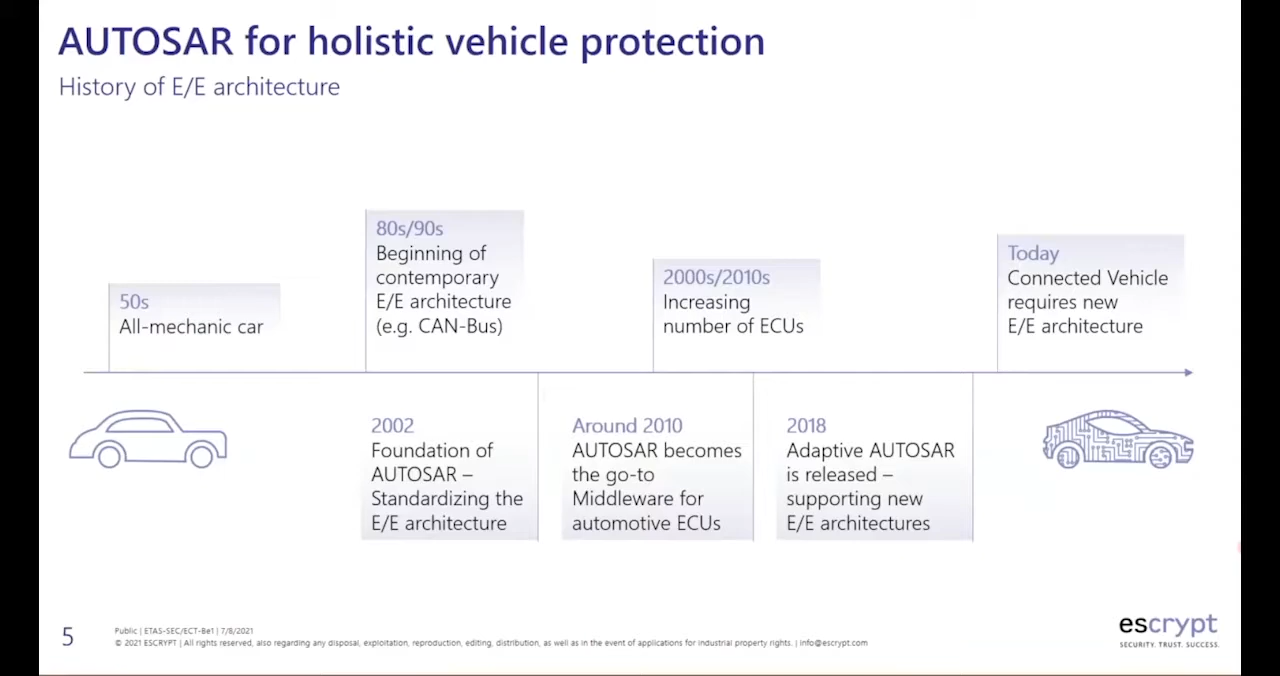 AUTOSAR for holistic vehicle protection
History of E/E architecture
50s
All-mechanic car
80s/90s
Beginning of
contemporary
E/E architecture
(e.g. CAN-Bus)
2000s/2010s
Increasing
number of ECUs
Today
Connected Vehicle
requires new
E/E architecture
2002
Foundation of
AUTOSAR –
Standardizing the
E/E architecture
Around 2010
AUTOSAR becomes
the go-to
Middleware for
automotive ECUs
2018
Adaptive AUTOSAR
is released –
supporting new
E/E architectures
5
Public | ETAS-SEC/ECT-Be1 | 7/8/2021
© 2021 ESCRYPT | All rights reserved, also regarding any disposal, exploitation, reproduction, editing, distribution, as well as in the event of applications for industrial property rights. | info@escrypt.com
escrypt
SECURITY. TRUST. SUCCESS.